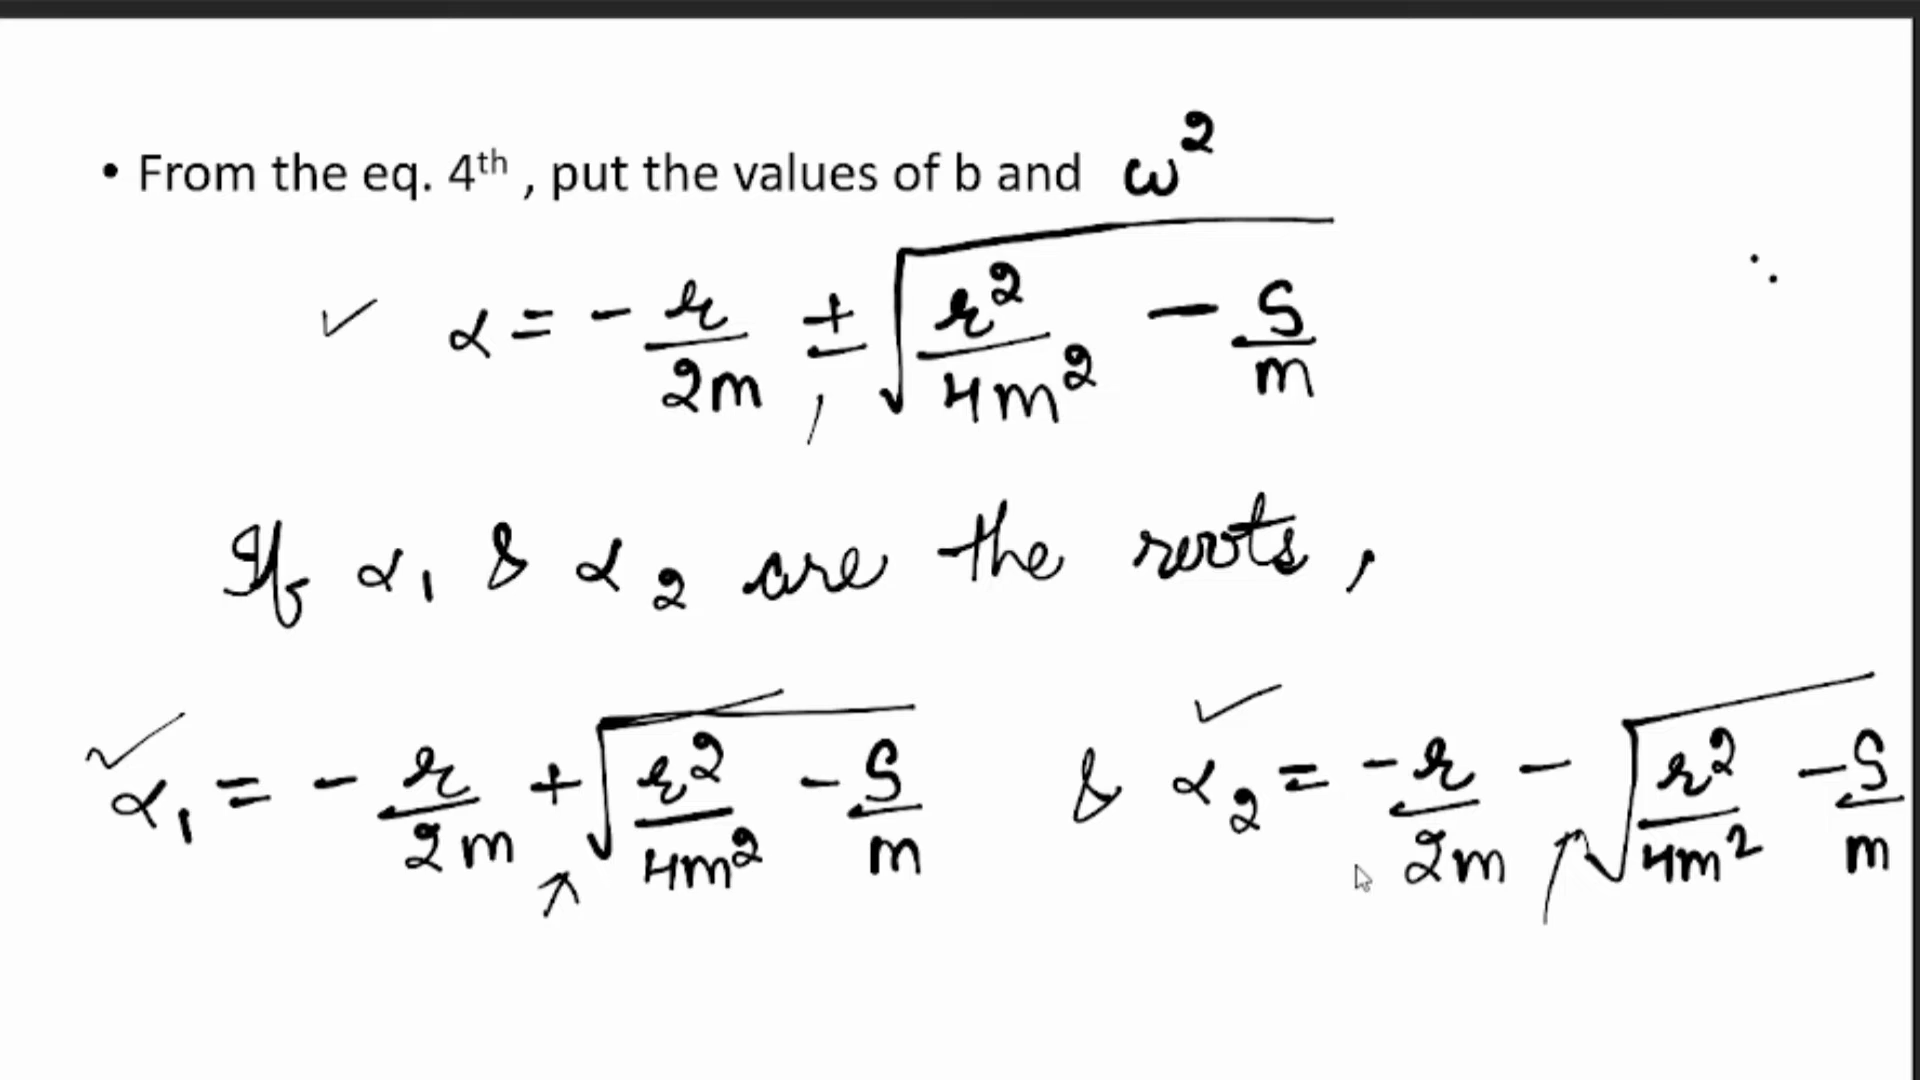 • From the eq. 4th , put the values of b and ω²
α = - r/2m ± √(r²/4m² - S/m)
If α₁ & α₂ are the roots,
α₁ = - r/2m + √(r²/4m² - S/m) & α₂ = - r/2m - √(r²/4m² - S/m)